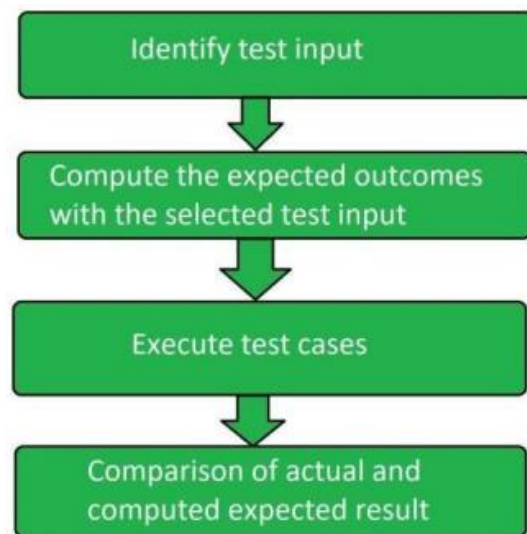 Identify test input
Compute the expected outcomes
with the selected test input
Execute test cases
Comparison of actual and
computed expected result